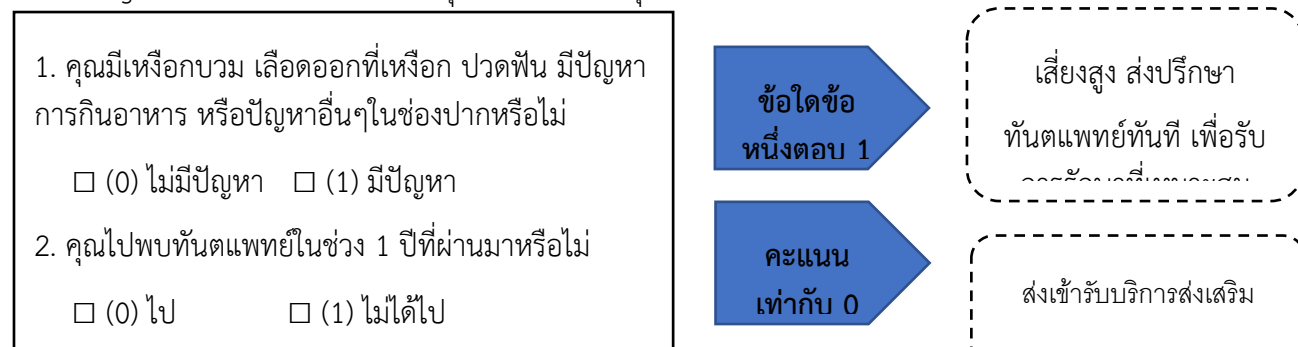 1. คุณมีเหงือกบวม เลือดออกที่เหงือก ปวดฟัน มีปัญหา
การกินอาหาร หรือปัญหาอื่นๆในช่องปากหรือไม่
☐ (0) ไม่มีปัญหา ☐ (1) มีปัญหา
2. คุณไปพบทันตแพทย์ในช่วง 1 ปีที่ผ่านมาหรือไม่
☐ (0) ไป ☐ (1) ไม่ได้ไป
ข้อใดข้อ
หนึ่งตอบ 1
คะแนน
เท่ากับ 0
เสี่ยงสูง ส่งปรึกษา
ทันตแพทย์ทันที เพื่อรับ
ส่งเข้ารับบริการส่งเสริม